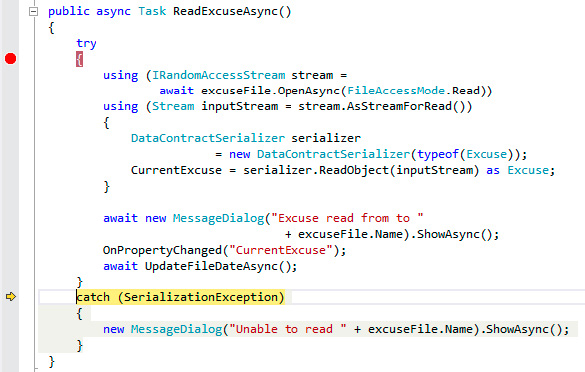 public async Task ReadExcuseAsync()
{
try
{
using (IRandomAccessStream stream =
await excuseFile.OpenAsync(FileAccessMode.Read))
using (Stream inputStream = stream.AsStreamForRead())
{
DataContractSerializer serializer
= new DataContractSerializer(typeof(Excuse));
CurrentExcuse = serializer.ReadObject(inputStream) as Excuse;
}
await new MessageDialog("Excuse read from to "
+ excuseFile.Name).ShowAsync();
OnPropertyChanged("CurrentExcuse");
await UpdateFileDateAsync();
}
catch (SerializationException)
{
new MessageDialog("Unable to read " + excuseFile.Name).ShowAsync();
}
}